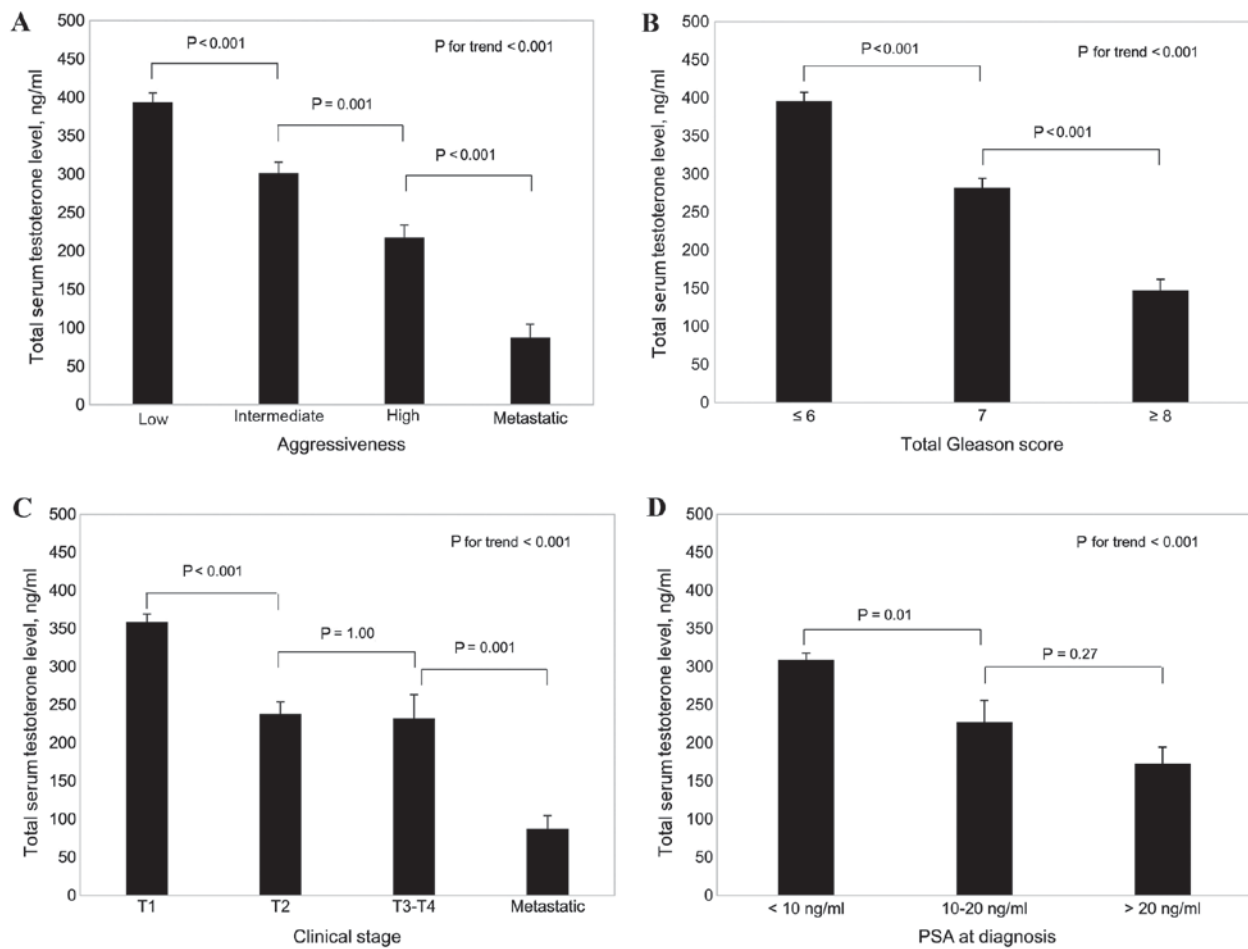 A
P < 0.001
P for trend < 0.001
P = 0.001
P < 0.001
Total serum testoterone level, ng/ml
500
450
400
350
300
250
200
150
100
50
0
Low Intermediate High Metastatic
Aggressiveness
B
P<0.001
P for trend <0.001
P<0.001
Total serum testoterone level, ng/ml
500
450
400
350
300
250
200
150
100
50
0
≤ 6 7 ≥ 8
Total Gleason score
C
P for trend < 0.001
P < 0.001
P = 1.00
P = 0.001
Total serum testoterone level, ng/ml
500
450
400
350
300
250
200
150
100
50
0
T1 T2 T3-T4 Metastatic
Clinical stage
D
P for trend < 0.001
P = 0.01
P = 0.27
Total serum testoterone level, ng/ml
500
450
400
350
300
250
200
150
100
50
0
< 10 ng/ml 10-20 ng/ml > 20 ng/ml
PSA at diagnosis